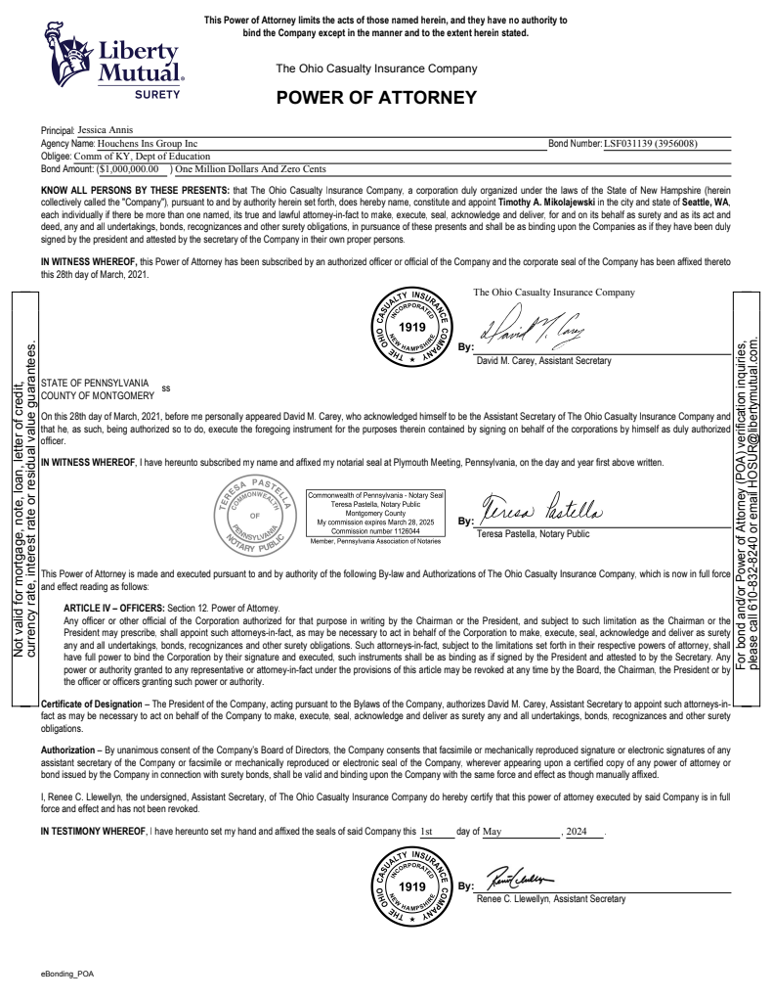 This Power of Attorney limits the acts of those named herein, and they have no authority to
bind the Company except in the manner and to the extent herein stated.
Liberty
Mutual®
SURETY
The Ohio Casualty Insurance Company
POWER OF ATTORNEY
Principal: Jessica Annis
Agency Name: Houchens Ins Group Inc Bond Number: LSF031139 (3956008)
Obligee: Comm of KY, Dept of Education
Bond Amount: ($1,000,000.00 ) One Million Dollars And Zero Cents
KNOW ALL PERSONS BY THESE PRESENTS: that The Ohio Casualty Insurance Company, a corporation duly organized under the laws of the State of New Hampshire (herein
collectively called the "Company"), pursuant to and by authority herein set forth, does hereby name, constitute and appoint Timothy A. Mikolajewski in the city and state of Seattle, WA,
each individually if there be more than one named, its true and lawful attorney-in-fact to make, execute, seal, acknowledge and deliver, for and on its behalf as surety and as its act and
deed, any and all undertakings, bonds, recognizances and other surety obligations, in pursuance of these presents and shall be as binding upon the Companies as if they have been duly
signed by the president and attested by the secretary of the Company in their own proper persons.
IN WITNESS WHEREOF, this Power of Attorney has been subscribed by an authorized officer or official of the Company and the corporate seal of the Company has been affixed thereto
this 28th day of March, 2021.
THE OHIO CASUALTY INSURANCE COMPANY
INCORPORATED
1919
NEW HAMPSHIRE
The Ohio Casualty Insurance Company
By: David M. Carey
David M. Carey, Assistant Secretary
STATE OF PENNSYLVANIA ss
COUNTY OF MONTGOMERY
On this 28th day of March, 2021, before me personally appeared David M. Carey, who acknowledged himself to be the Assistant Secretary of The Ohio Casualty Insurance Company and
that he, as such, being authorized so to do, execute the foregoing instrument for the purposes therein contained by signing on behalf of the corporations by himself as duly authorized
officer.
IN WITNESS WHEREOF, I have hereunto subscribed my name and affixed my notarial seal at Plymouth Meeting, Pennsylvania, on the day and year first above written.
TERESA PASTELLA
COMMONWEALTH
OF
PENNSYLVANIA
NOTARY PUBLIC
Commonwealth of Pennsylvania - Notary Seal
Teresa Pastella, Notary Public
Montgomery County
My commission expires March 28, 2025
Commission number 1126044
Member, Pennsylvania Association of Notaries
By: Teresa Pastella
Teresa Pastella, Notary Public
This Power of Attorney is made and executed pursuant to and by authority of the following By-law and Authorizations of The Ohio Casualty Insurance Company, which is now in full force
and effect reading as follows:
ARTICLE IV – OFFICERS: Section 12. Power of Attorney.
Any officer or other official of the Corporation authorized for that purpose in writing by the Chairman or the President, and subject to such limitation as the Chairman or the
President may prescribe, shall appoint such attorneys-in-fact, as may be necessary to act in behalf of the Corporation to make, execute, seal, acknowledge and deliver as surety
any and all undertakings, bonds, recognizances and other surety obligations. Such attorneys-in-fact, subject to the limitations set forth in their respective powers of attorney, shall
have full power to bind the Corporation by their signature and executed, such instruments shall be as binding as if signed by the President and attested to by the Secretary. Any
power or authority granted to any representative or attorney-in-fact under the provisions of this article may be revoked at any time by the Board, the Chairman, the President or by
the officer or officers granting such power or authority.
Certificate of Designation – The President of the Company, acting pursuant to the Bylaws of the Company, authorizes David M. Carey, Assistant Secretary to appoint such attorneys-in-
fact as may be necessary to act on behalf of the Company to make, execute, seal, acknowledge and deliver as surety any and all undertakings, bonds, recognizances and other surety
obligations.
Authorization – By unanimous consent of the Company's Board of Directors, the Company consents that facsimile or mechanically reproduced signature or electronic signatures of any
assistant secretary of the Company or facsimile or mechanically reproduced or electronic seal of the Company, wherever appearing upon a certified copy of any power of attorney or
bond issued by the Company in connection with surety bonds, shall be valid and binding upon the Company with the same force and effect as though manually affixed.
I, Renee C. Llewellyn, the undersigned, Assistant Secretary, of The Ohio Casualty Insurance Company do hereby certify that this power of attorney executed by said Company is in full
force and effect and has not been revoked.
IN TESTIMONY WHEREOF, I have hereunto set my hand and affixed the seals of said Company this 1st day of May , 2024 .
THE OHIO CASUALTY INSURANCE COMPANY
INCORPORATED
1919
NEW HAMPSHIRE
By:
Renee C. Llewellyn, Assistant Secretary
eBonding_POA
Not valid for mortgage, note, loan, letter of credit,
currency rate, interest rate or residual value guarantees.
For bond and/or Power of Attorney (POA) verification inquiries,
please call 610-832-8240 or email HOSUR@libertymutual.com.